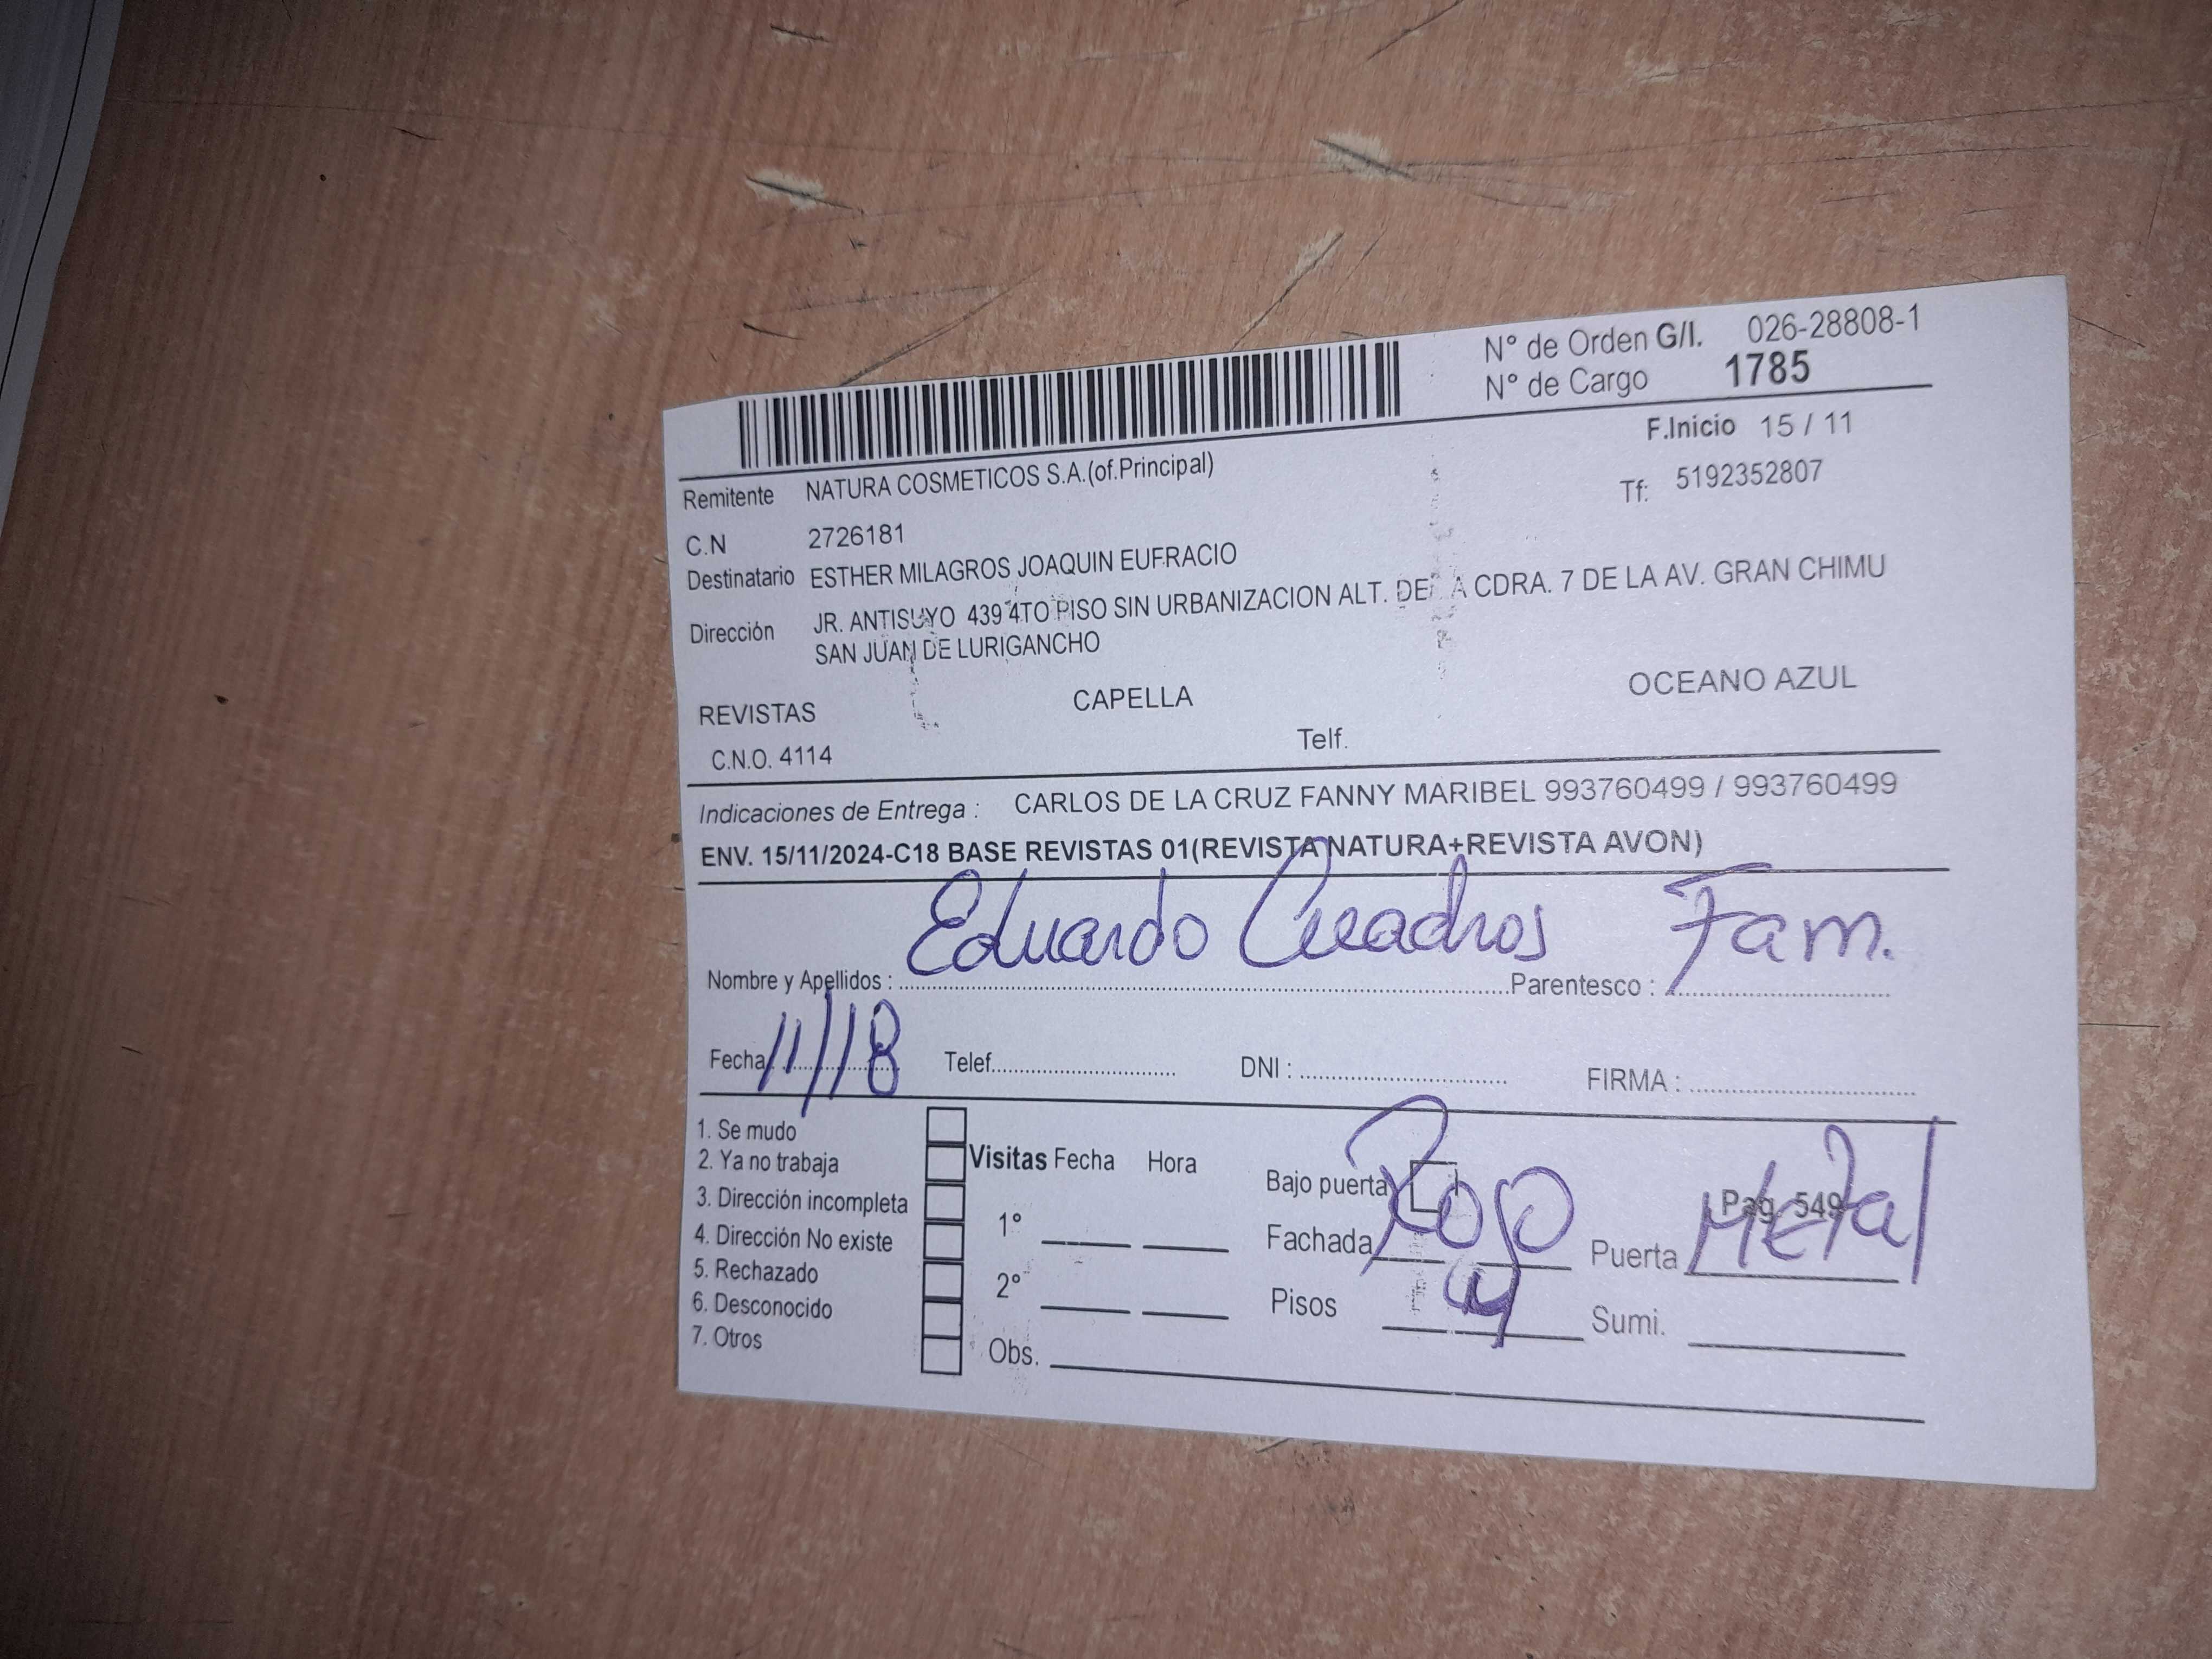 N° de Orden G/I. 026-28808-1
N° de Cargo 1785
F.Inicio 15 / 11
Remitente NATURA COSMETICOS S.A.(of.Principal)
Tf: 5192352807
C.N 2726181
Destinatario ESTHER MILAGROS JOAQUIN EUFRACIO
Dirección JR. ANTISUYO 439 4TO PISO SIN URBANIZACION ALT. DE LA CDRA. 7 DE LA AV. GRAN CHIMU
SAN JUAN DE LURIGANCHO
REVISTAS CAPELLA OCEANO AZUL
C.N.O. 4114 Telf.
Indicaciones de Entrega : CARLOS DE LA CRUZ FANNY MARIBEL 993760499 / 993760499
ENV. 15/11/2024-C18 BASE REVISTAS 01(REVISTA NATURA+REVISTA AVON)
Nombre y Apellidos : Eduardo Cuadros Parentesco : Fam.
Fecha 11/18 Telef. DNI : FIRMA :
1. Se mudo
2. Ya no trabaja
3. Dirección incompleta
4. Dirección No existe
5. Rechazado
6. Desconocido
7. Otros
Visitas Fecha Hora
1°
2°
Obs.
Bajo puerta Pag. 549
Fachada Rojo Puerta Metal
Pisos 4 Sumi.